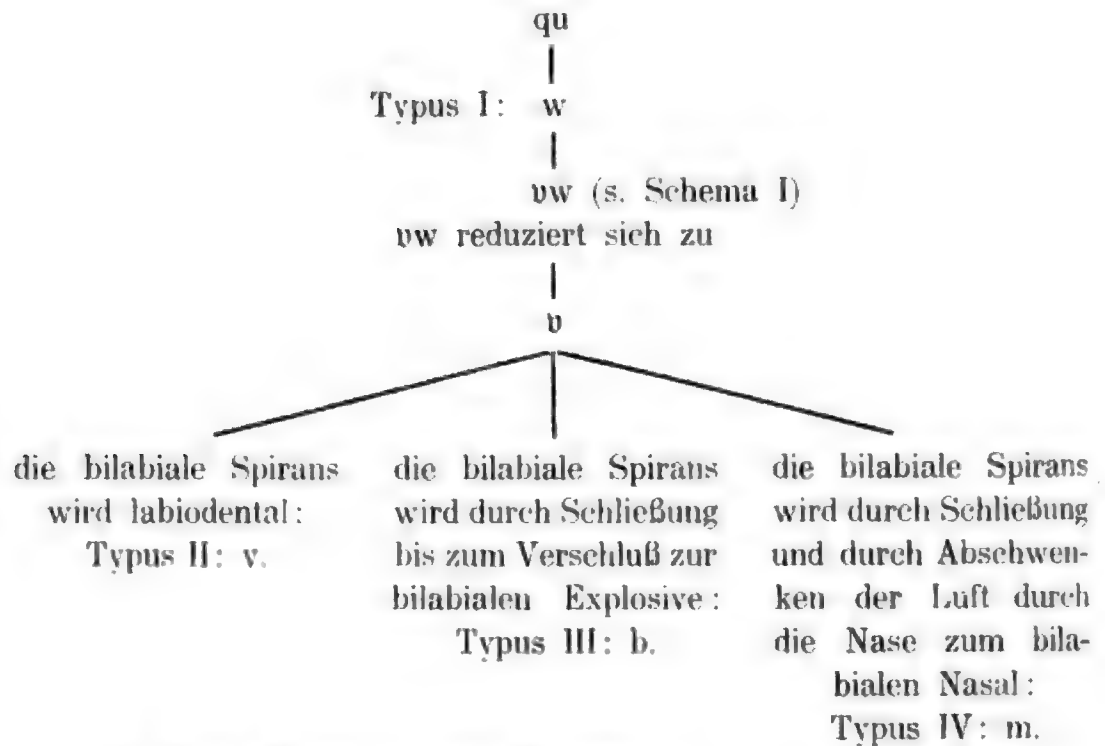 qu
Typus I: w
ʋw (s. Schema I)
ʋw reduziert sich zu
ʋ
die bilabiale Spirans
wird labiodental:
Typus II: v.
die bilabiale Spirans
wird durch Schließung
bis zum Verschluß zur
bilabialen Explosive:
Typus III: b.
die bilabiale Spirans
wird durch Schließung
und durch Abschwen-
ken der Luft durch
die Nase zum bila-
bialen Nasal:
Typus IV: m.